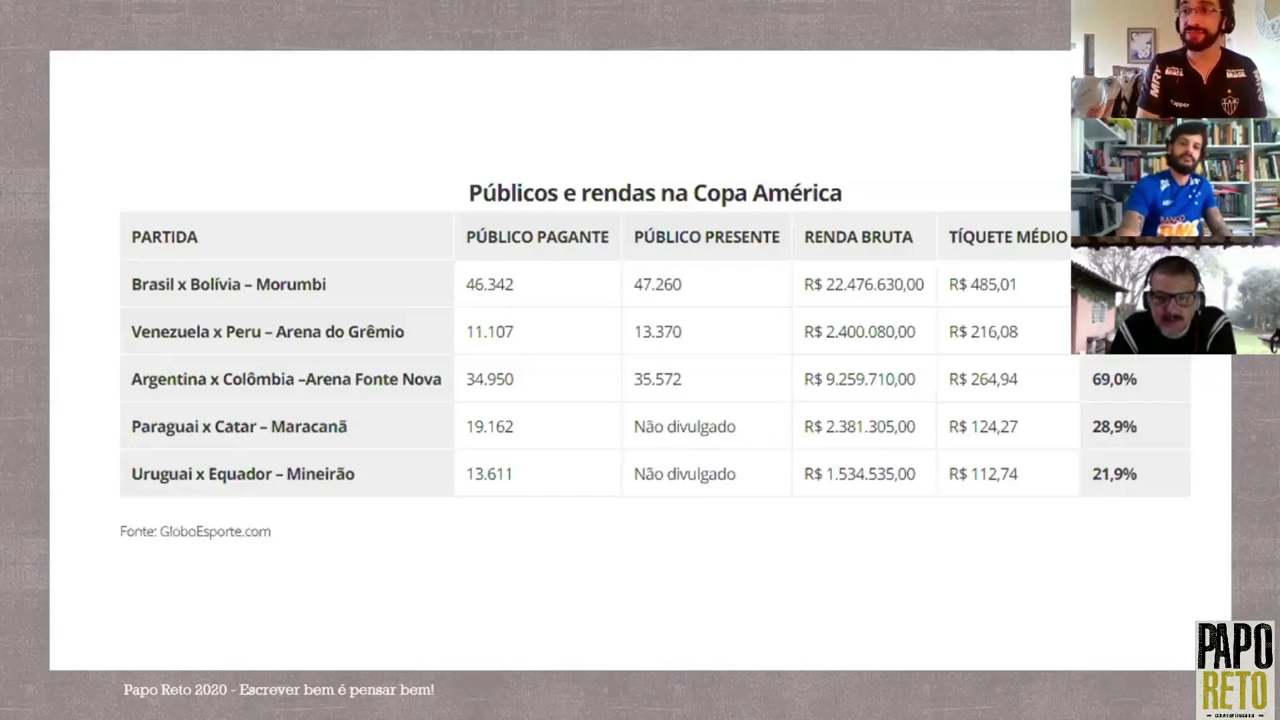 Públicos e rendas na Copa América
PARTIDA PÚBLICO PAGANTE PÚBLICO PRESENTE RENDA BRUTA TÍQUETE MÉDIO
Brasil x Bolívia – Morumbi 46.342 47.260 R$ 22.476.630,00 R$ 485,01
Venezuela x Peru – Arena do Grêmio 11.107 13.370 R$ 2.400.080,00 R$ 216,08
Argentina x Colômbia –Arena Fonte Nova 34.950 35.572 R$ 9.259.710,00 R$ 264,94 69,0%
Paraguai x Catar – Maracanã 19.162 Não divulgado R$ 2.381.305,00 R$ 124,27 28,9%
Uruguai x Equador – Mineirão 13.611 Não divulgado R$ 1.534.535,00 R$ 112,74 21,9%
Fonte: GloboEsporte.com
Papo Reto 2020 - Escrever bem é pensar bem!
PAPO
RETO